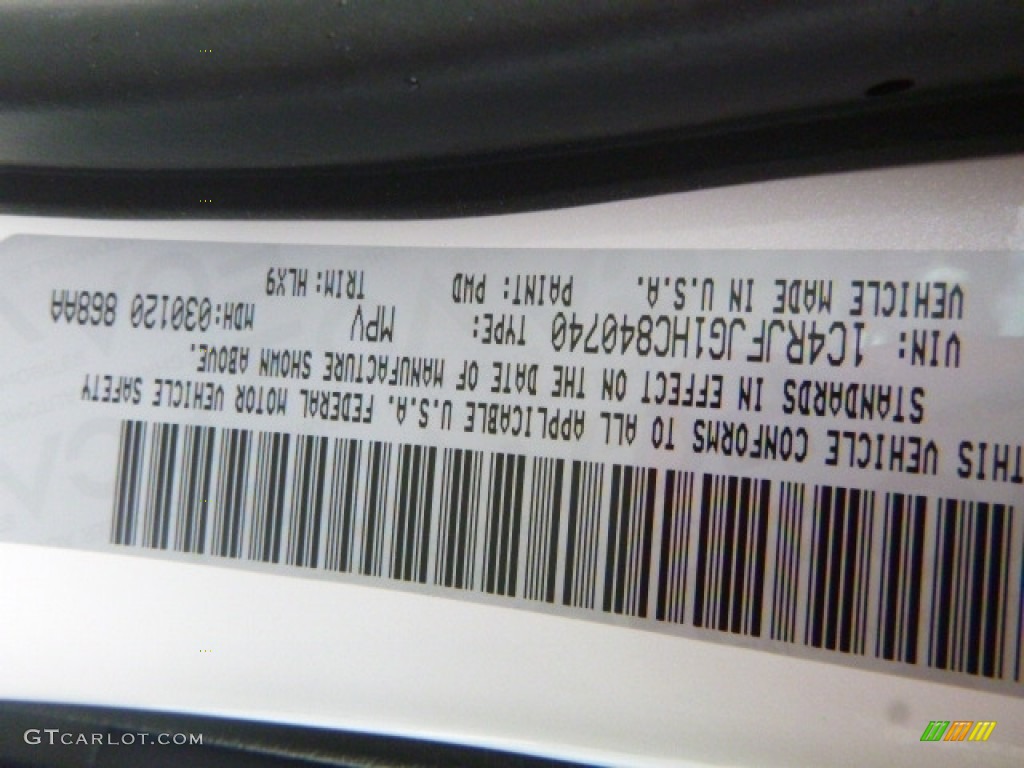 THIS VEHICLE CONFORMS TO ALL APPLICABLE U.S.A. FEDERAL MOTOR VEHICLE SAFETY
STANDARDS IN EFFECT ON THE DATE OF MANUFACTURE SHOWN ABOVE.
VIN: 1C4RJFJG1HC840740 TYPE: MPV MDH:030120 868AA
VEHICLE MADE IN U.S.A. PAINT: PWD TRIM: HLX9
GTCARLOT.COM